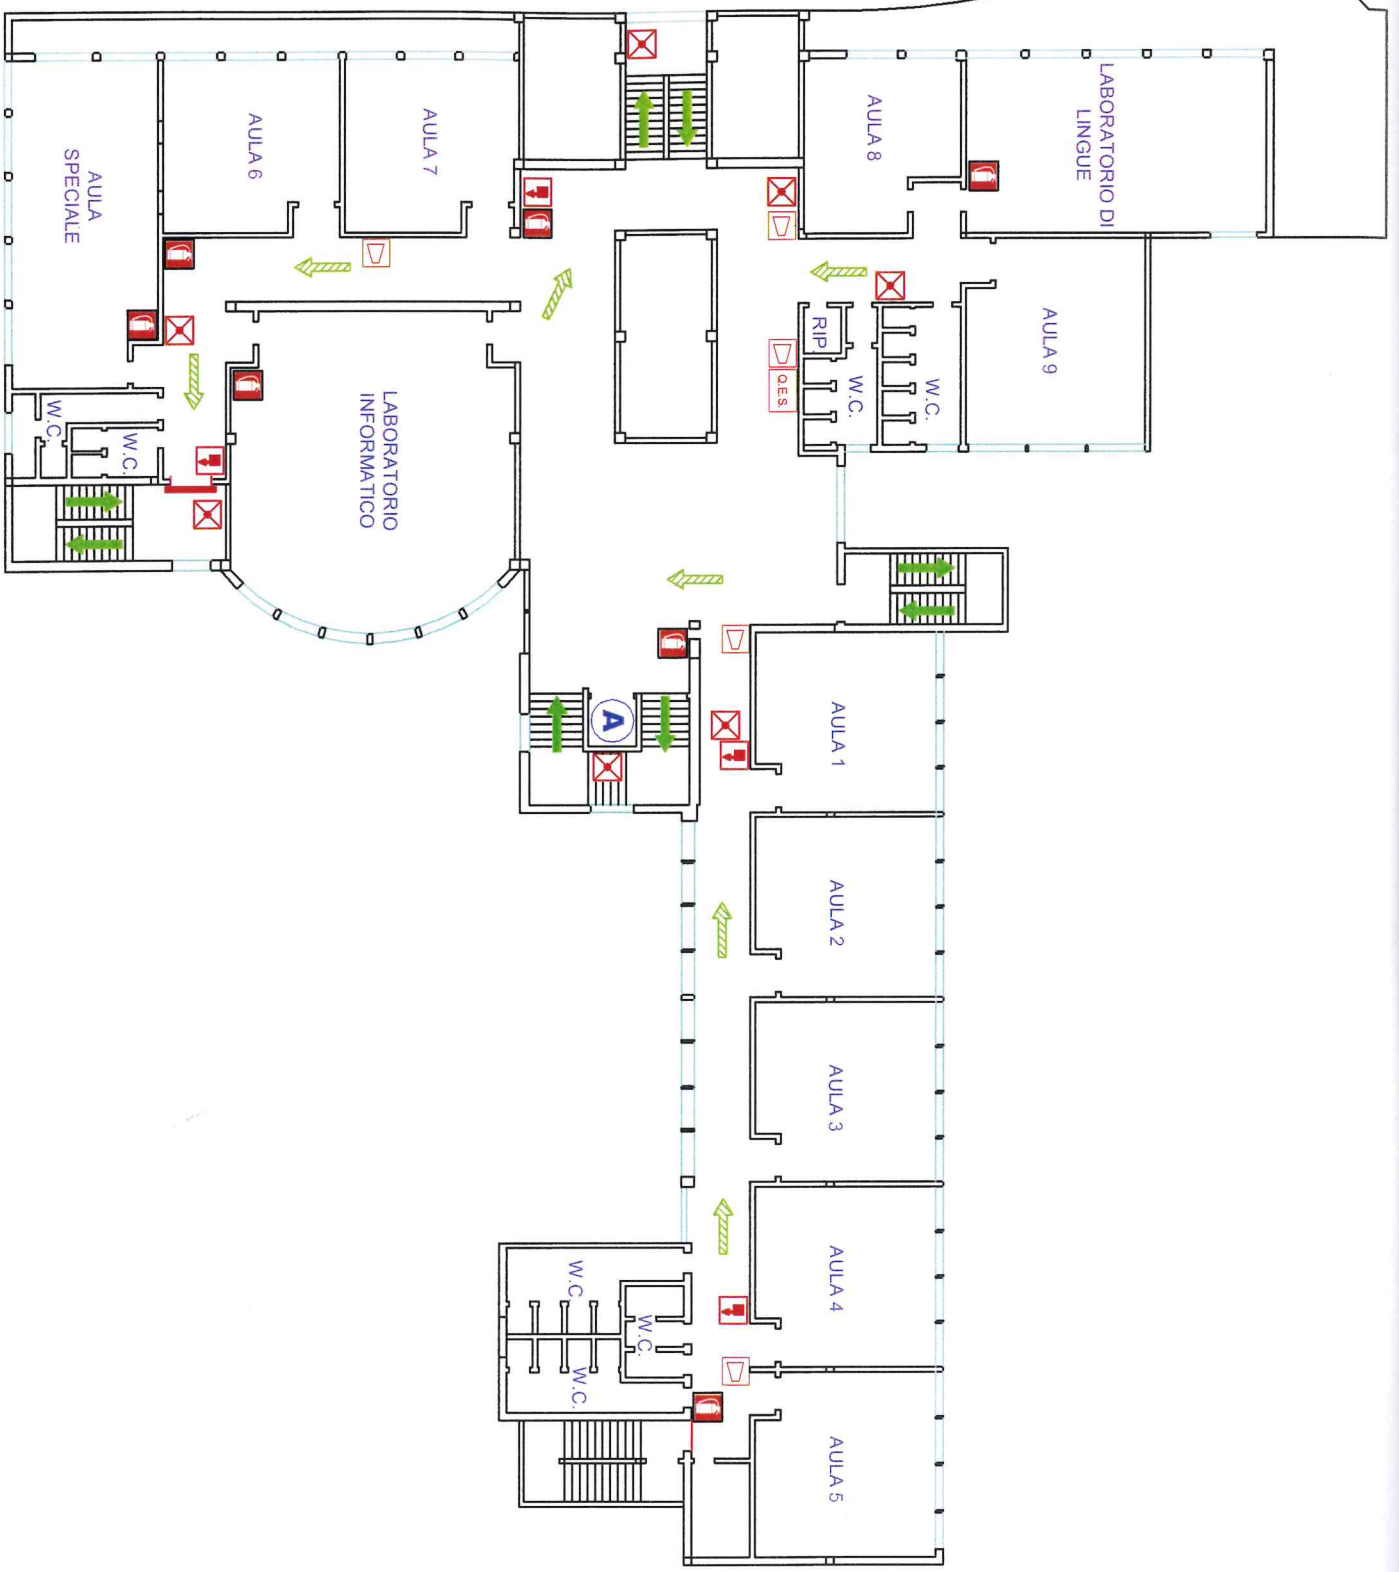 AULA
SPECIALE
AULA 6
AULA 7
AULA 8
LABORATORIO DI
LINGUE
AULA 9
RIP.
W.C.
W.C.
Q.E.S.
W.C.
W.C.
LABORATORIO
INFORMATICO
A
AULA 1
AULA 2
AULA 3
AULA 4
AULA 5
W.C.
W.C.
W.C.